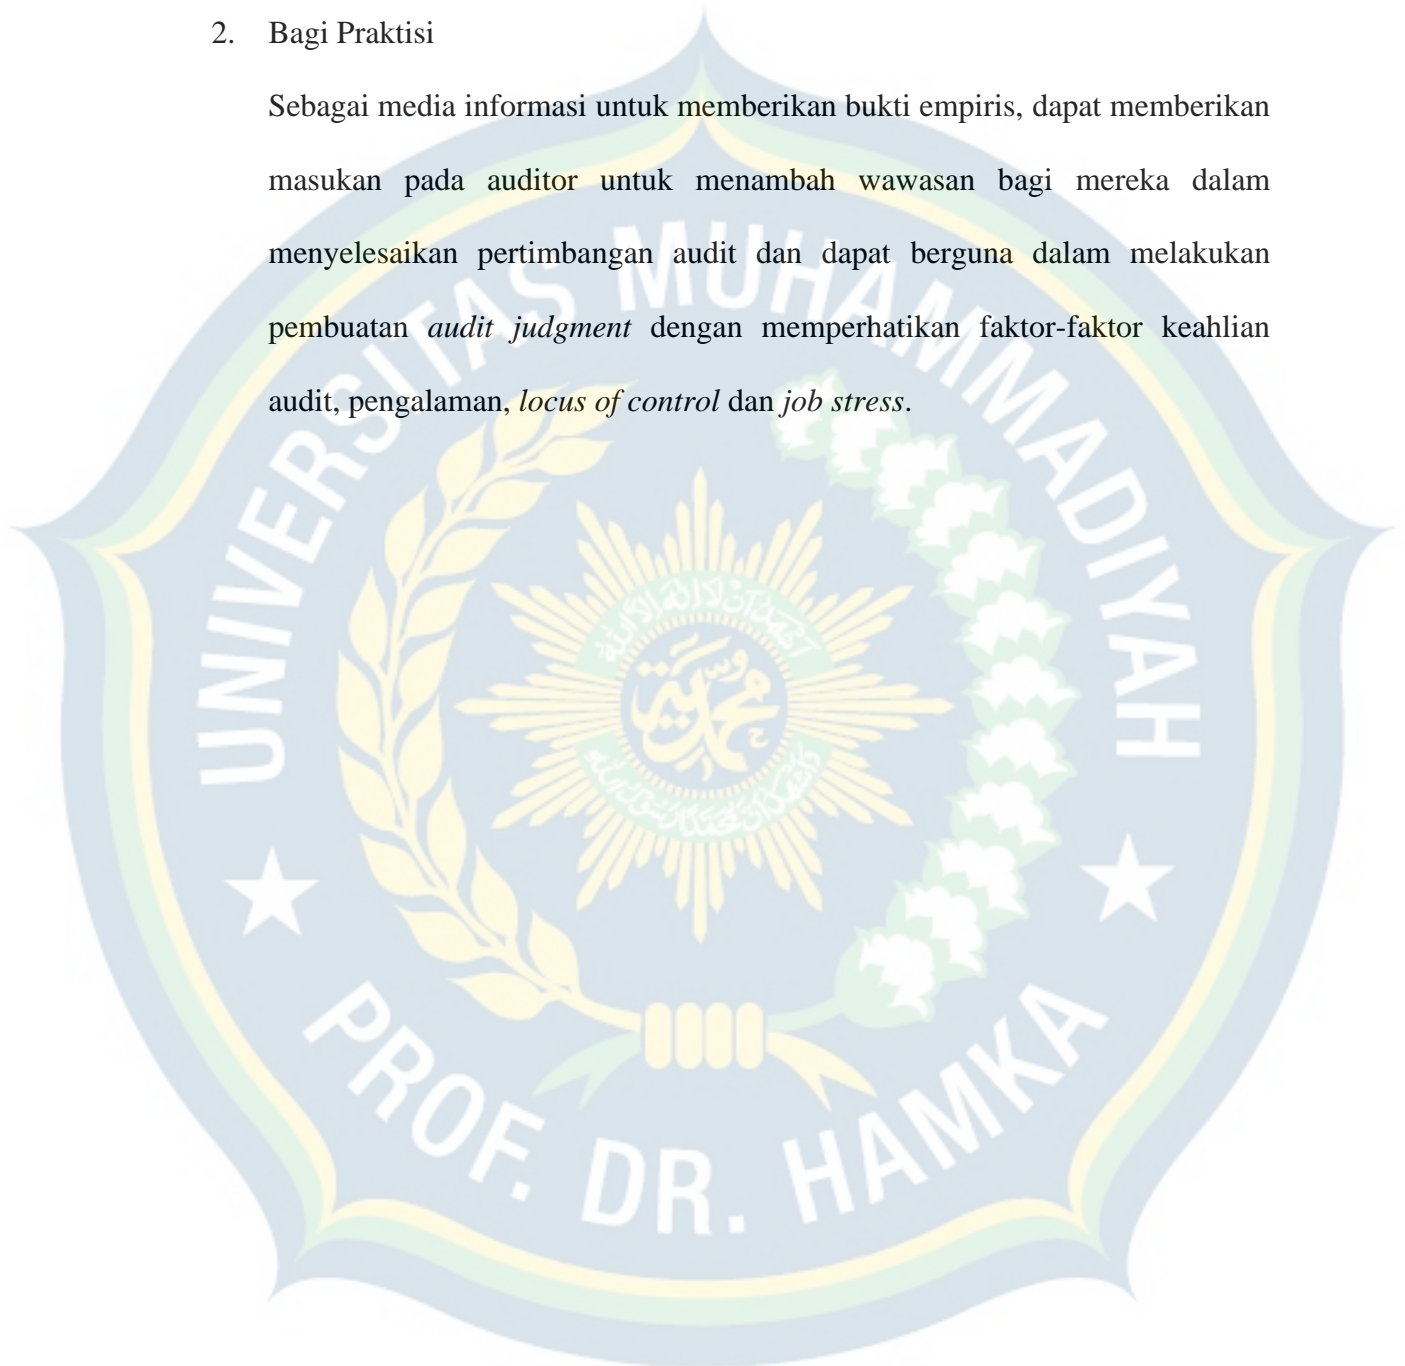 2. Bagi Praktisi
Sebagai media informasi untuk memberikan bukti empiris, dapat memberikan
masukan pada auditor untuk menambah wawasan bagi mereka dalam
menyelesaikan pertimbangan audit dan dapat berguna dalam melakukan
pembuatan audit judgment dengan memperhatikan faktor-faktor keahlian
audit, pengalaman, locus of control dan job stress.
UNIVERSITAS MUHAMMADIYAH
محمدية
PROF. DR. HAMKA